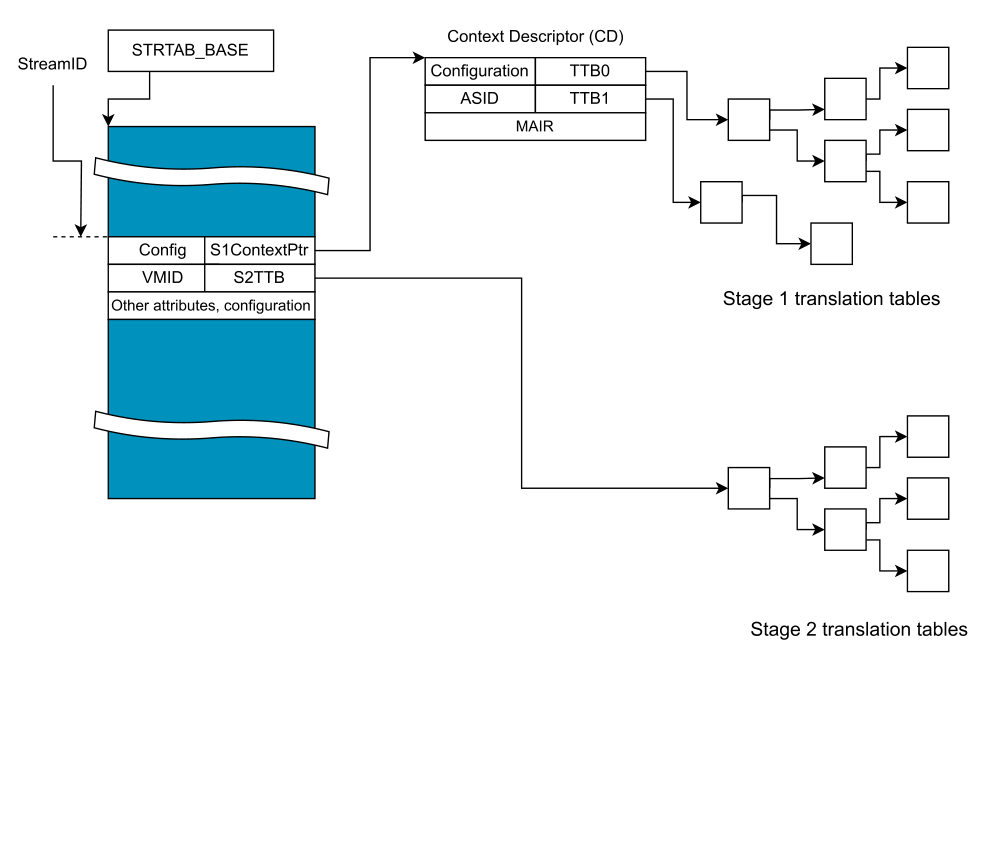 STRTAB_BASE
StreamID
Context Descriptor (CD)
Configuration TTB0
ASID TTB1
MAIR
Config S1ContextPtr
VMID S2TTB
Other attributes, configuration
Stage 1 translation tables
Stage 2 translation tables